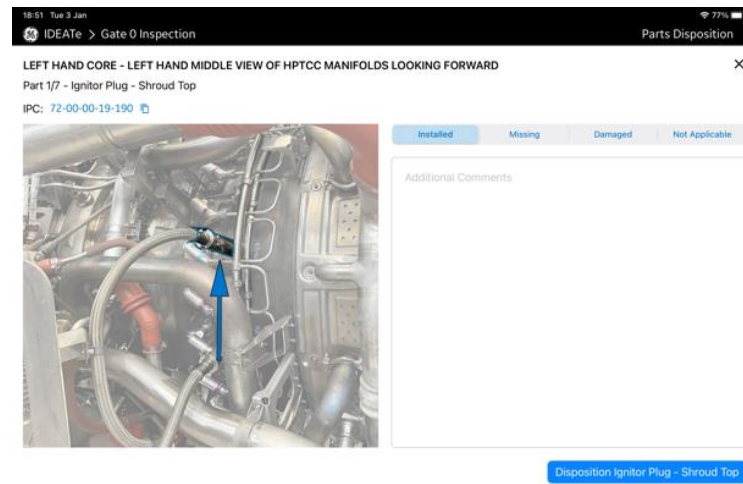 18:51 Tue 3 Jan
77%
IDEATe > Gate 0 Inspection
Parts Disposition
LEFT HAND CORE - LEFT HAND MIDDLE VIEW OF HPTCC MANIFOLDS LOOKING FORWARD
Part 1/7 - Ignitor Plug - Shroud Top
IPC: 72-00-00-19-190
Installed
Missing
Damaged
Not Applicable
Additional Comments
Disposition Ignitor Plug - Shroud Top